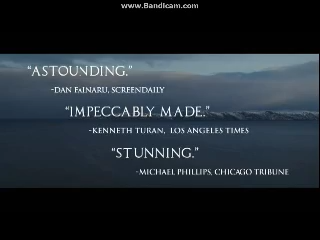 www.Bandicam.com
“ASTOUNDING.”
-DAN FAINARU, SCREENDAILY
“IMPECCABLY MADE.”
-KENNETH TURAN, LOS ANGELES TIMES
“STUNNING.”
-MICHAEL PHILLIPS, CHICAGO TRIBUNE